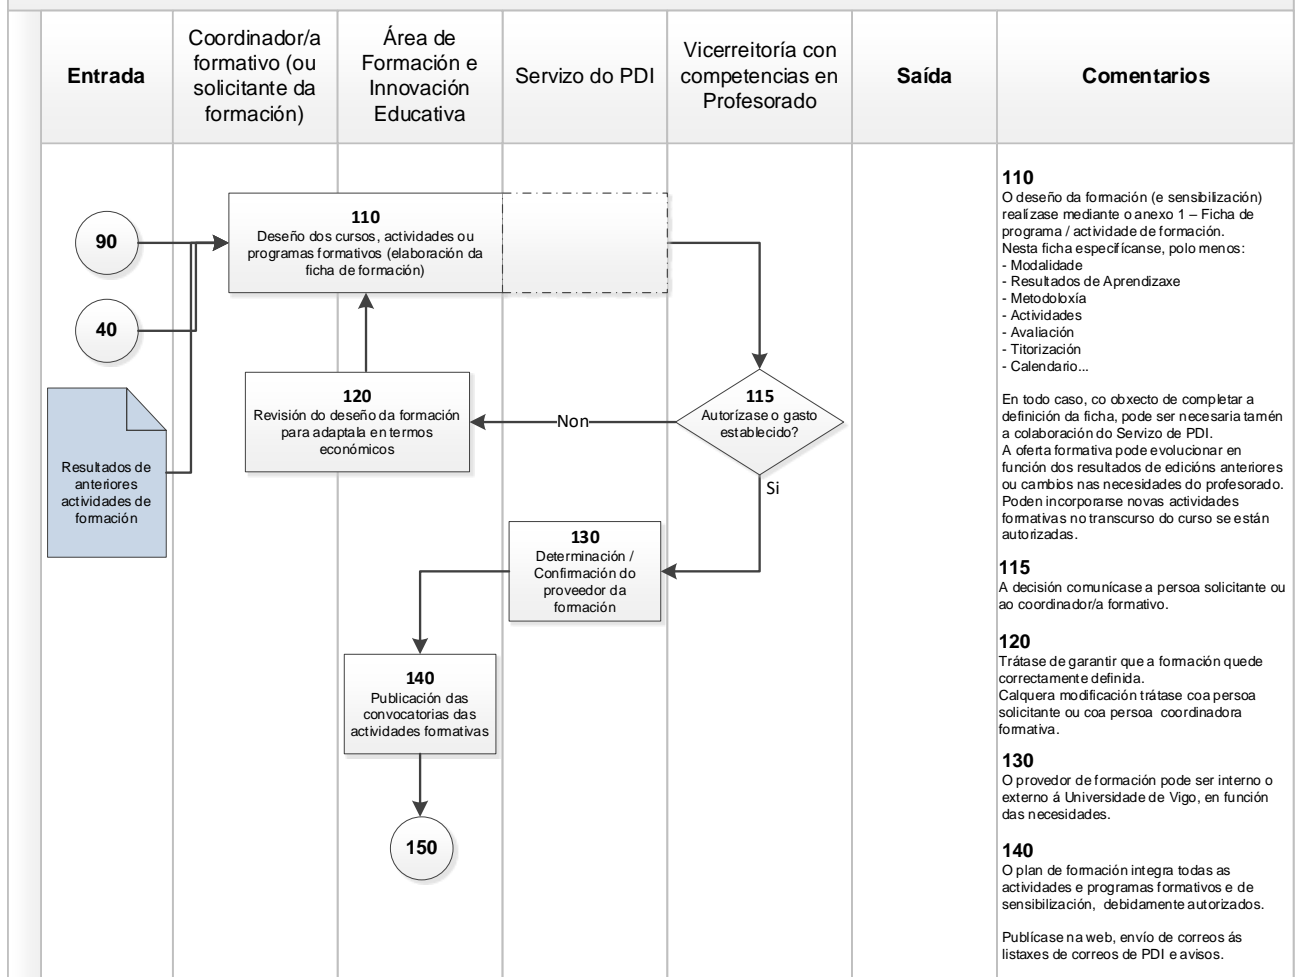 Entrada
Coordinador/a
formativo (ou
solicitante da
formación)
Área de
Formación e
Innovación
Educativa
Servizo do PDI
Vicerreitoría con
competencias en
Profesorado
Saída
Comentarios
90
40
Resultados de
anteriores
actividades de
formación
110
Deseño dos cursos, actividades ou
programas formativos (elaboración da
ficha de formación)
120
Revisión do deseño da formación
para adaptala en termos
económicos
Non
115
Autorízase o gasto
establecido?
Si
130
Determinación /
Confirmación do
proveedor da
formación
140
Publicación das
convocatorias das
actividades formativas
150
110
O deseño da formación (e sensibilización)
realízase mediante o anexo 1 – Ficha de
programa / actividade de formación.
Nesta ficha especifícanse, polo menos:
- Modalidade
- Resultados de Aprendizaxe
- Metodoloxía
- Actividades
- Avaliación
- Titorización
- Calendario...
En todo caso, co obxecto de completar a
definición da ficha, pode ser necesaria tamén
a colaboración do Servizo de PDI.
A oferta formativa pode evolucionar en
función dos resultados de edicións anteriores
ou cambios nas necesidades do profesorado.
Poden incorporarse novas actividades
formativas no transcurso do curso se están
autorizadas.
115
A decisión comunícase a persoa solicitante ou
ao coordinador/a formativo.
120
Trátase de garantir que a formación quede
correctamente definida.
Calquera modificación trátase coa persoa
solicitante ou coa persoa coordinadora
formativa.
130
O provedor de formación pode ser interno o
externo á Universidade de Vigo, en función
das necesidades.
140
O plan de formación integra todas as
actividades e programas formativos e de
sensibilización, debidamente autorizados.
Publícase na web, envío de correos ás
listaxes de correos de PDI e avisos.